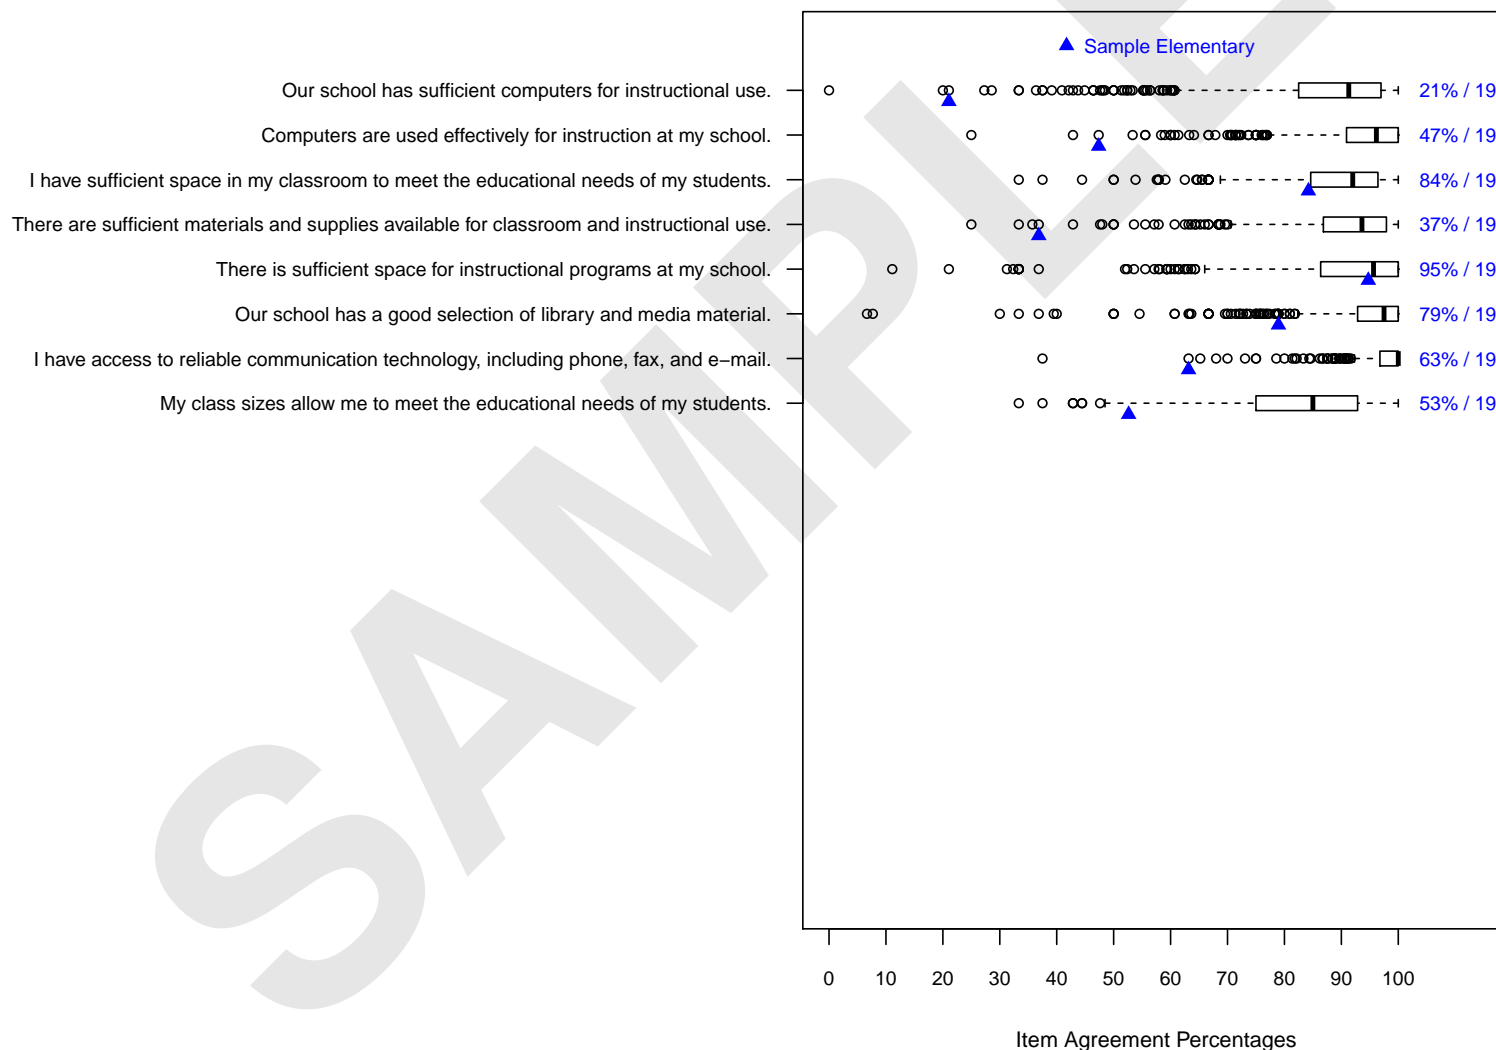 Sample Elementary
Our school has sufficient computers for instructional use. 21% / 19
Computers are used effectively for instruction at my school. 47% / 19
I have sufficient space in my classroom to meet the educational needs of my students. 84% / 19
There are sufficient materials and supplies available for classroom and instructional use. 37% / 19
There is sufficient space for instructional programs at my school. 95% / 19
Our school has a good selection of library and media material. 79% / 19
I have access to reliable communication technology, including phone, fax, and e−mail. 63% / 19
My class sizes allow me to meet the educational needs of my students. 53% / 19
0 10 20 30 40 50 60 70 80 90 100
Item Agreement Percentages
SAMPLE